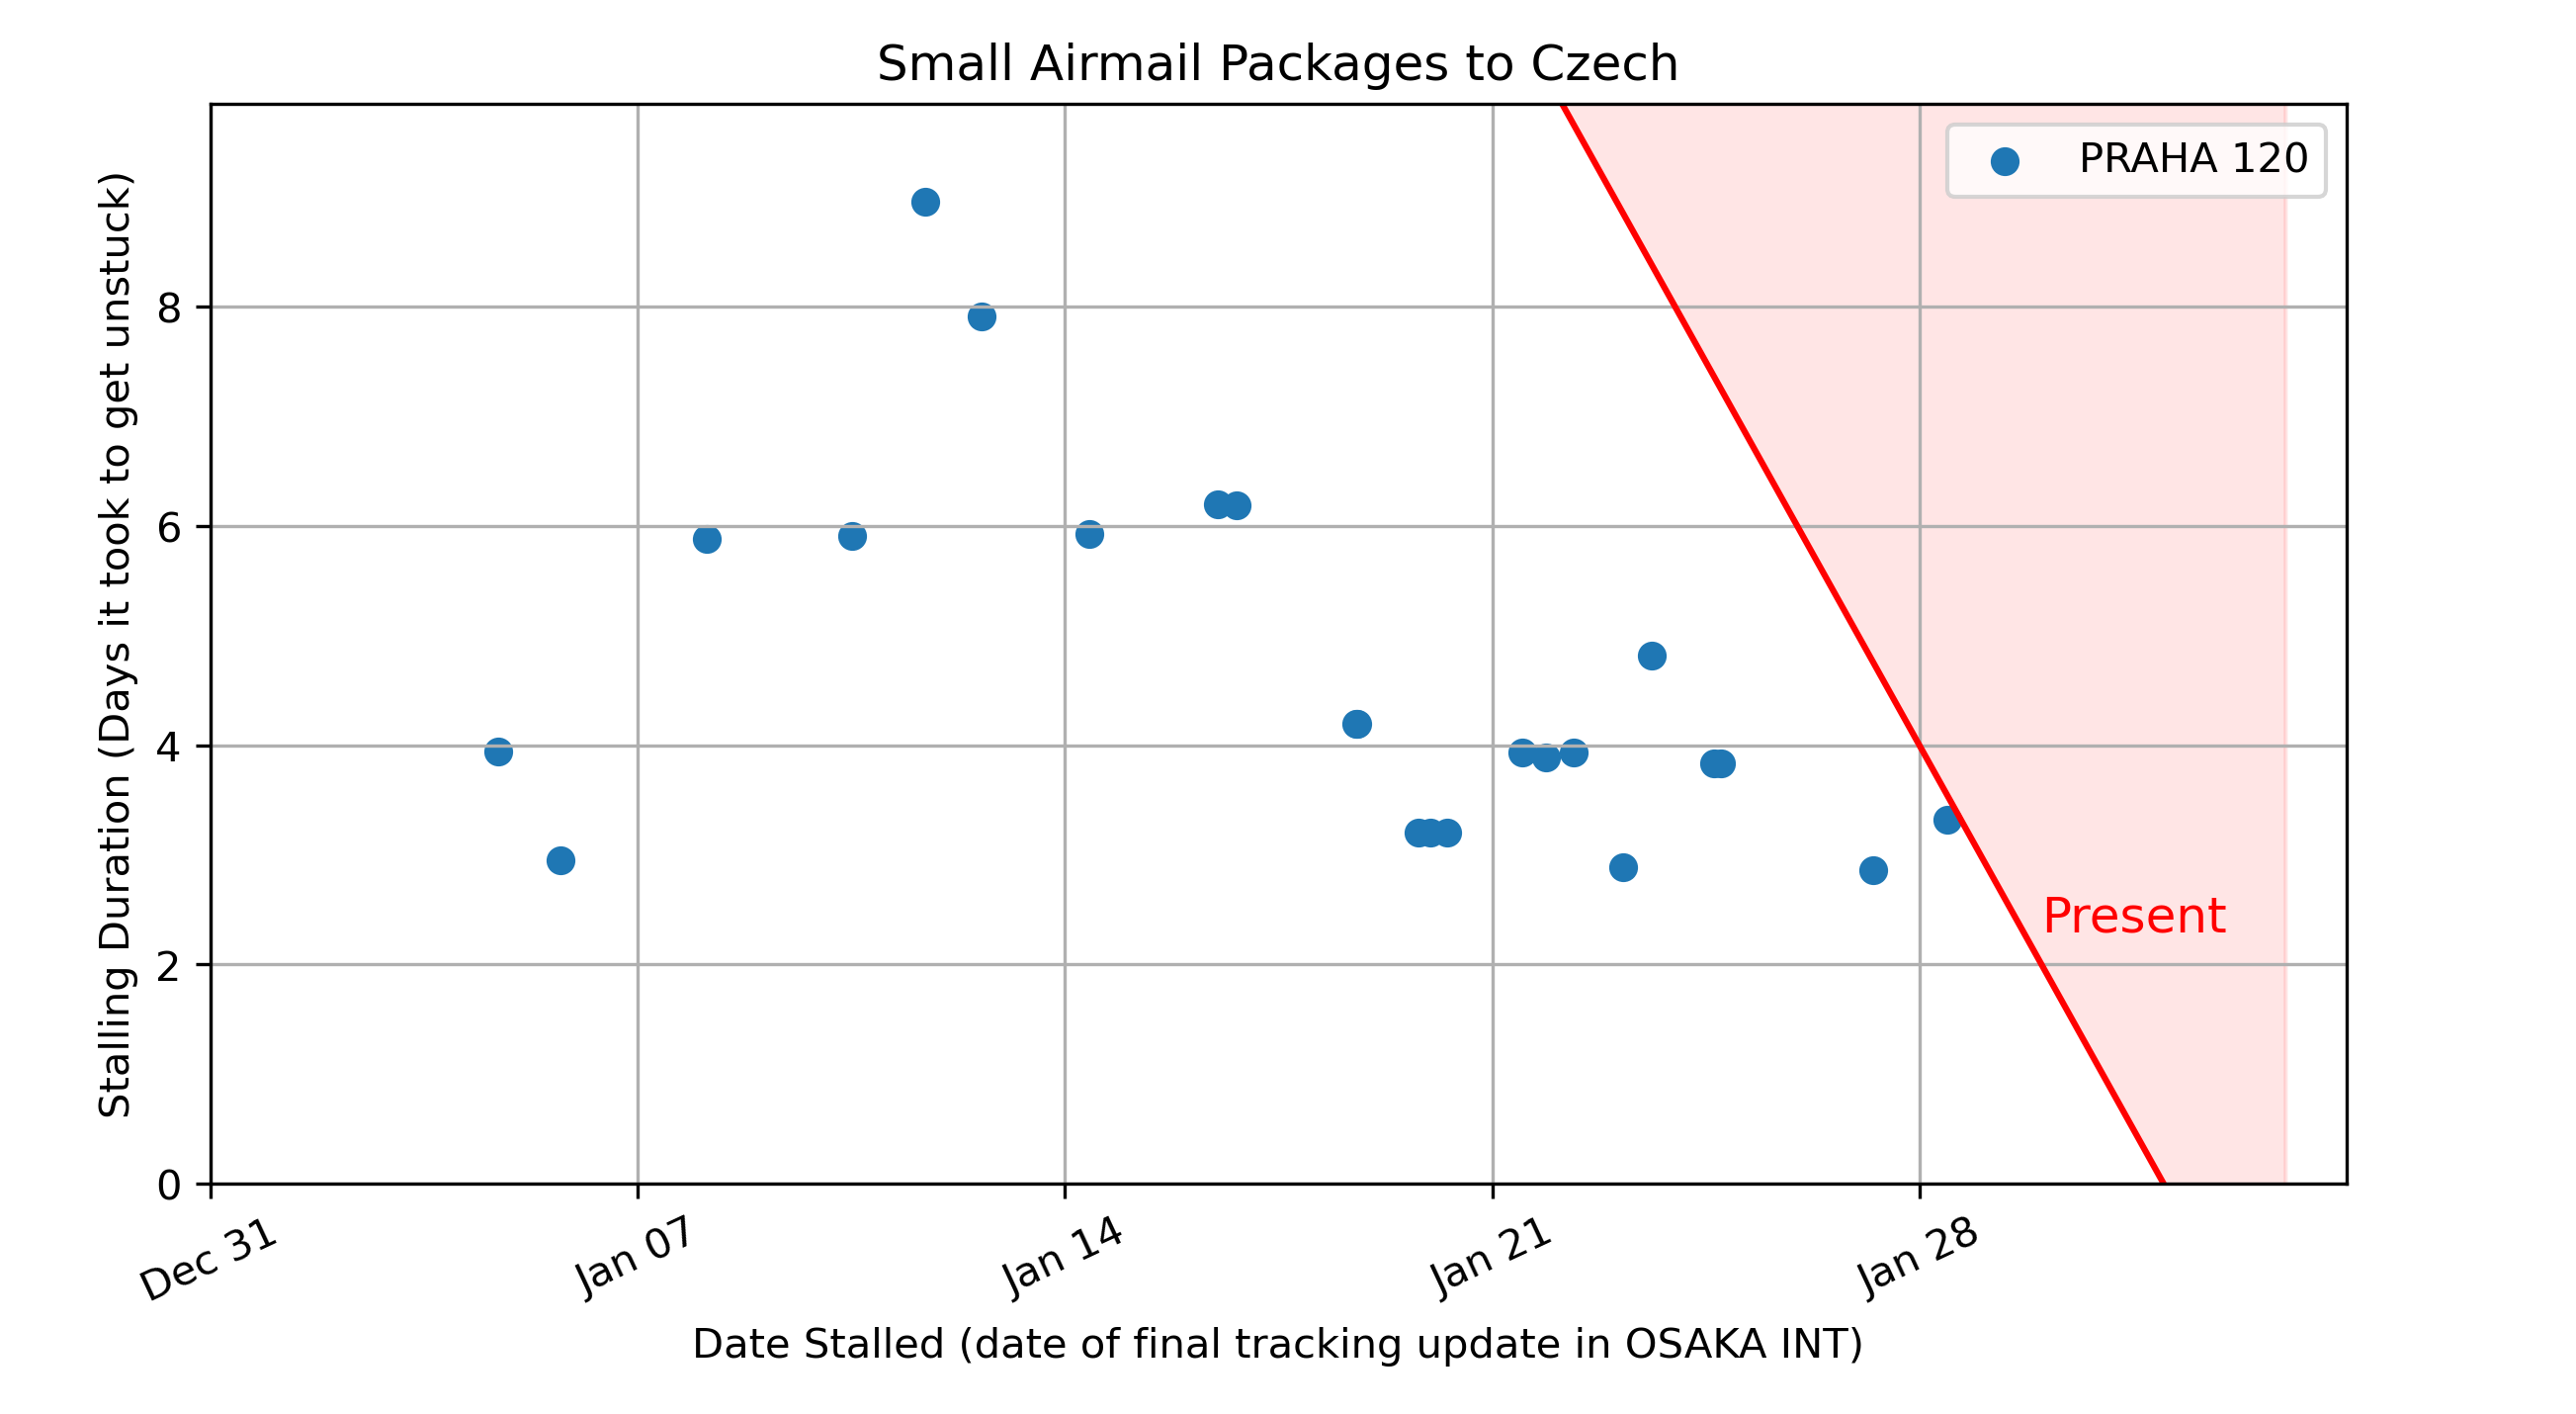 Small Airmail Packages to Czech
PRAHA 120
Stalling Duration (Days it took to get unstuck)
8
6
4
2
0
Present
Dec 31
Jan 07
Jan 14
Jan 21
Jan 28
Date Stalled (date of final tracking update in OSAKA INT)